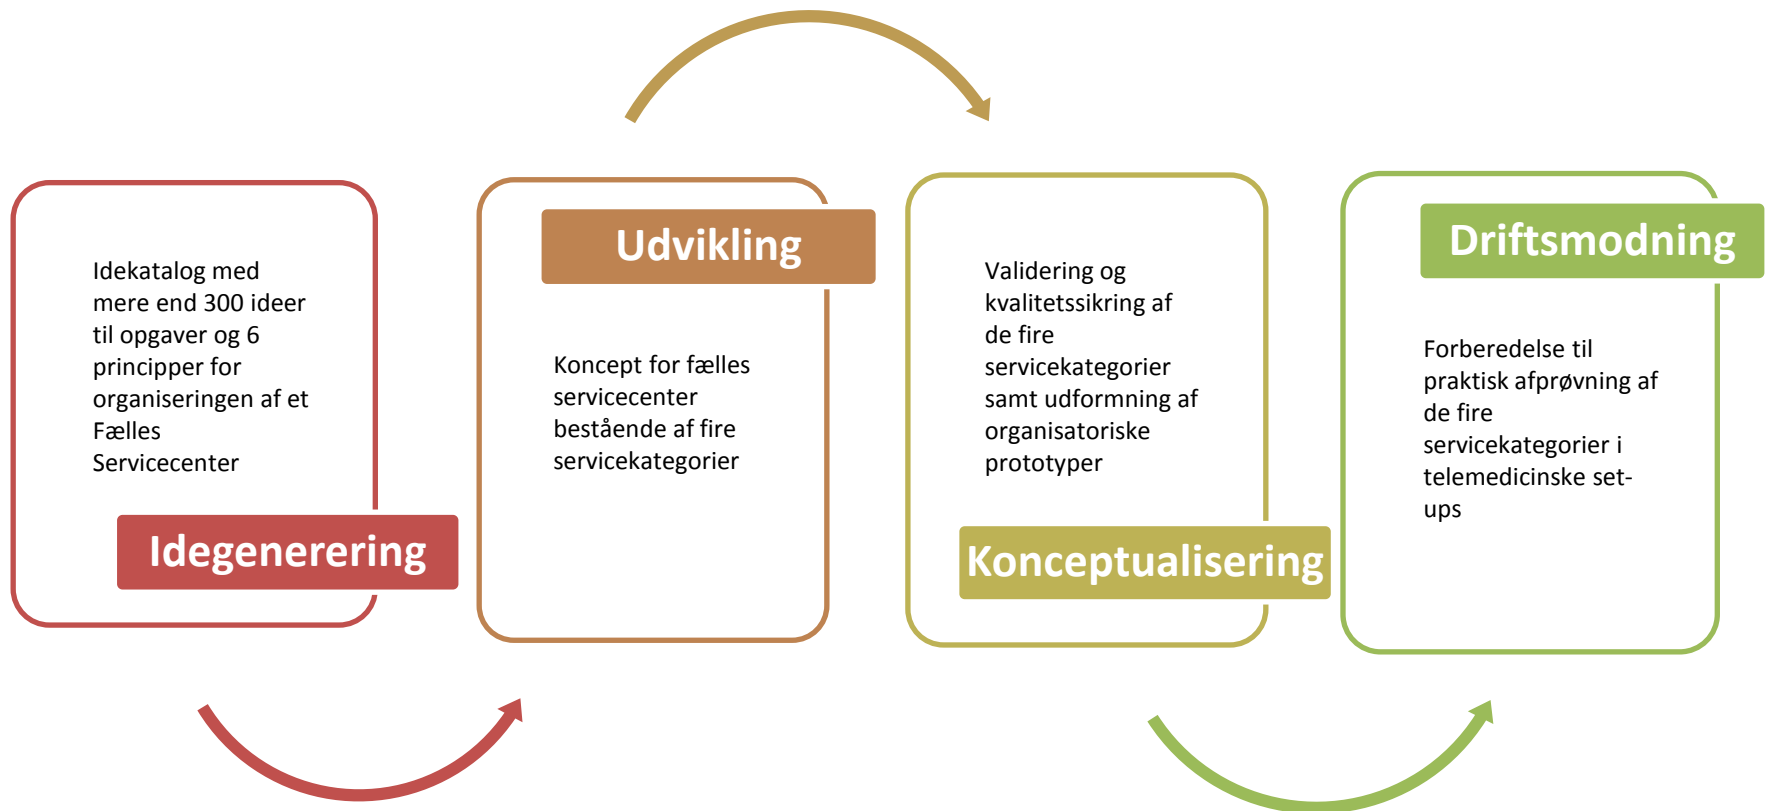 Idekatalog med
mere end 300 ideer
til opgaver og 6
principper for
organiseringen af et
Fælles
Servicecenter
Idegenerering
Udvikling
Koncept for fælles
servicecenter
bestående af fire
servicekategorier
Validering og
kvalitetssikring af
de fire
servicekategorier
samt udformning af
organisatoriske
prototyper
Konceptualisering
Driftsmodning
Forberedelse til
praktisk afprøvning af
de fire
servicekategorier i
telemedicinske set-
ups